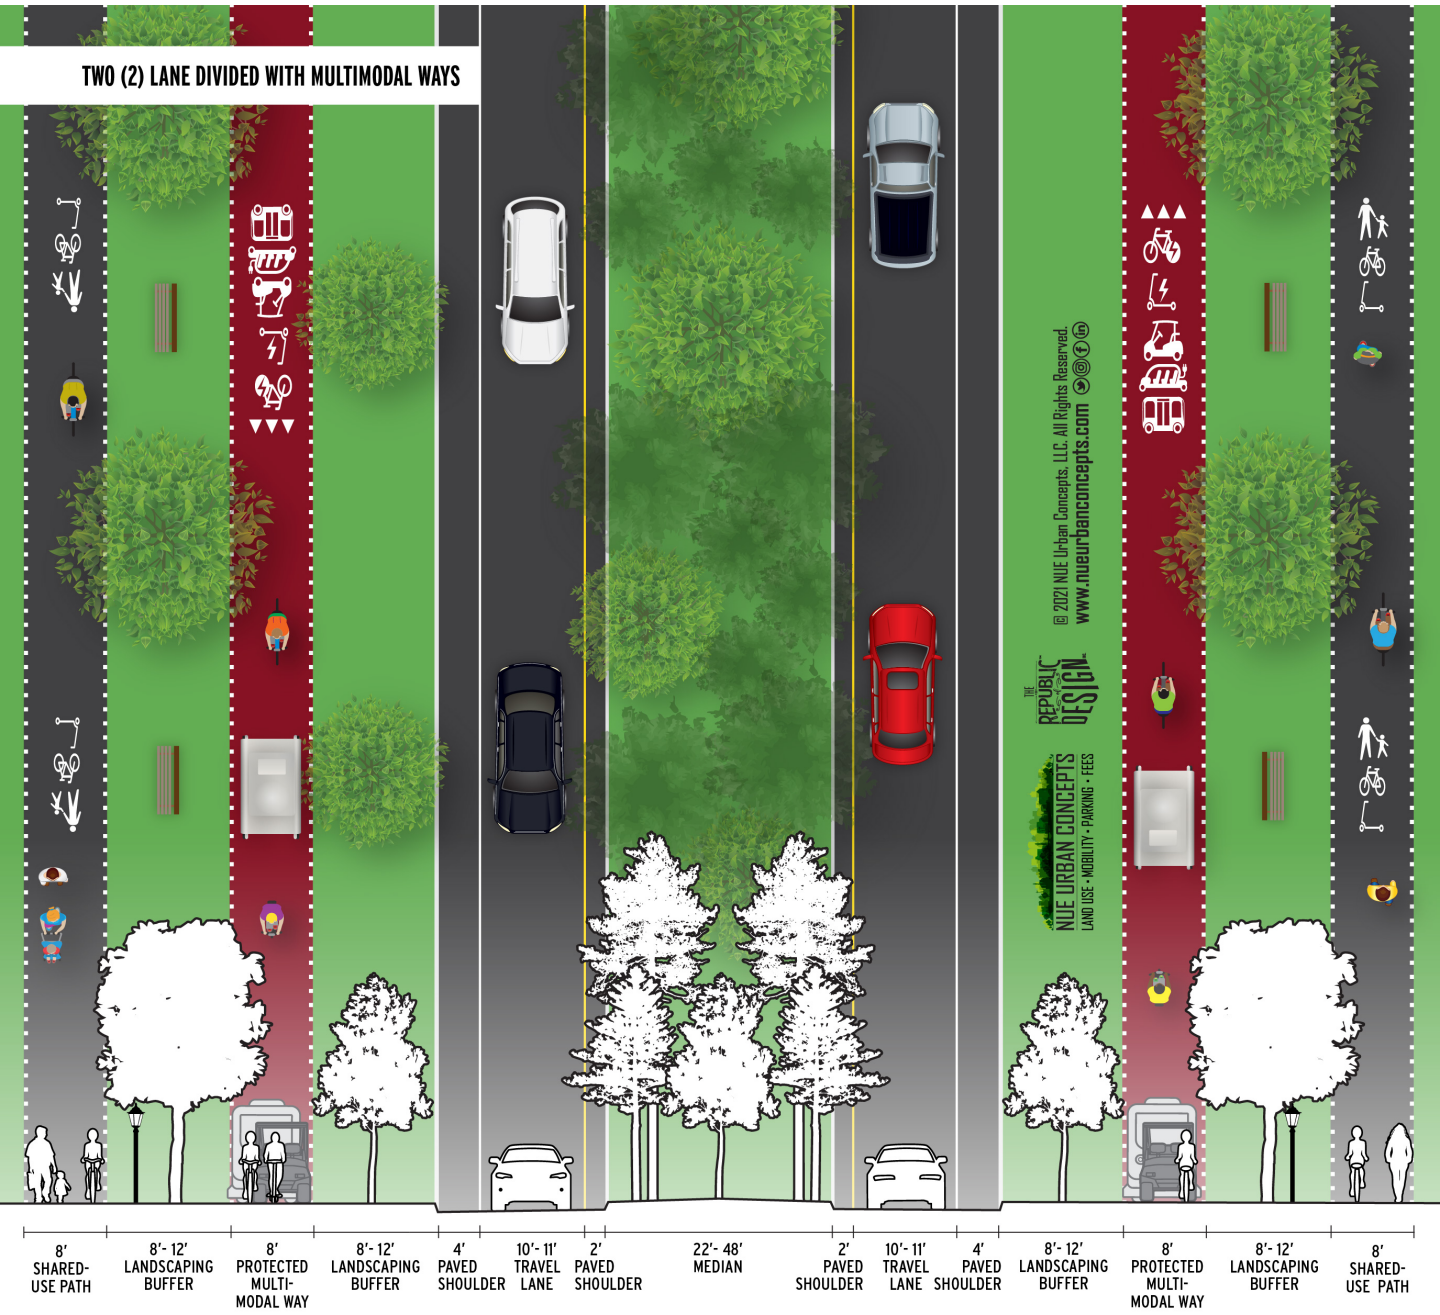 TWO (2) LANE DIVIDED WITH MULTIMODAL WAYS
© 2021 NUE Urban Concepts, LLC. All Rights Reserved.
www.nueurbanconcepts.com
THE
REPUBLIC
of
DESIGN
NUE URBAN CONCEPTS
LAND USE • MOBILITY • PARKING • FEES
8'
SHARED-
USE PATH
8'- 12'
LANDSCAPING
BUFFER
8'
PROTECTED
MULTI-
MODAL WAY
8'- 12'
LANDSCAPING
BUFFER
4'
PAVED
SHOULDER
10'- 11'
TRAVEL
LANE
2'
PAVED
SHOULDER
22'- 48'
MEDIAN
2'
PAVED
SHOULDER
10'- 11'
TRAVEL
LANE
4'
PAVED
SHOULDER
8'- 12'
LANDSCAPING
BUFFER
8'
PROTECTED
MULTI-
MODAL WAY
8'- 12'
LANDSCAPING
BUFFER
8'
SHARED-
USE PATH